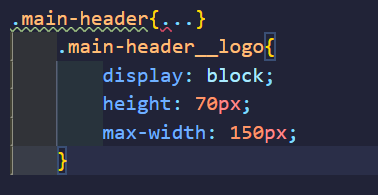 .main-header{...}
.main-header__logo{
display: block;
height: 70px;
max-width: 150px;
}